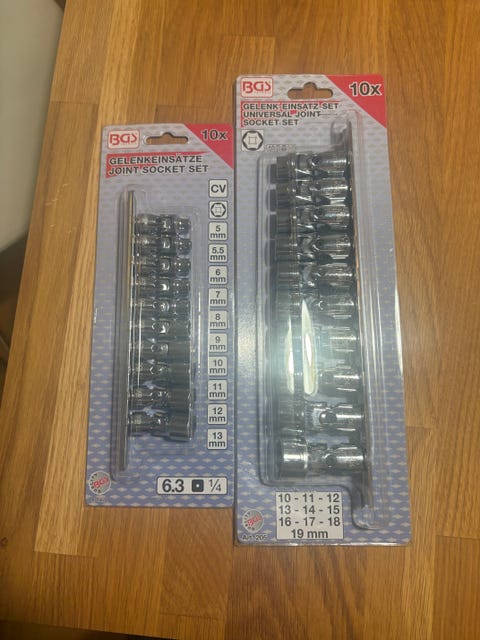 BGS
10x
GELENKEINSÄTZE
JOINT SOCKET SET
CV
5
mm
5.5
mm
6
mm
7
mm
8
mm
9
mm
10
mm
11
mm
12
mm
13
mm
6.3 1/4
BGS
BGS
10x
GELENK EINSATZ-SET
UNIVERSAL JOINT
SOCKET SET
10 - 11 - 12
13 - 14 - 15
16 - 17 - 18
19 mm
BGS